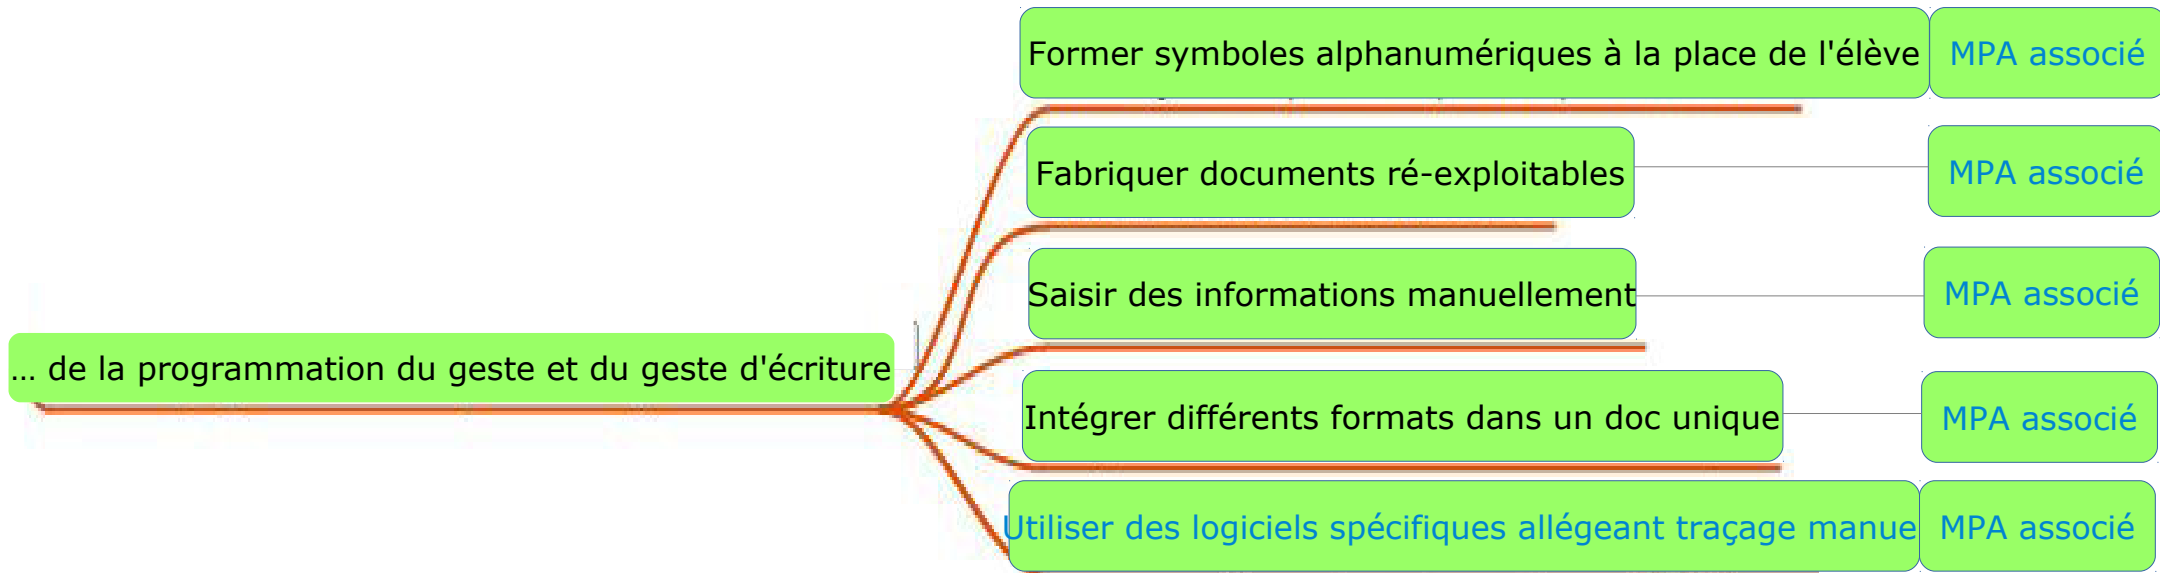 Former symboles alphanumériques à la place de l'élève MPA associé
Fabriquer documents ré-exploitables MPA associé
Saisir des informations manuellement MPA associé
... de la programmation du geste et du geste d'écriture
Intégrer différents formats dans un doc unique MPA associé
Utiliser des logiciels spécifiques allégeant traçage manue MPA associé